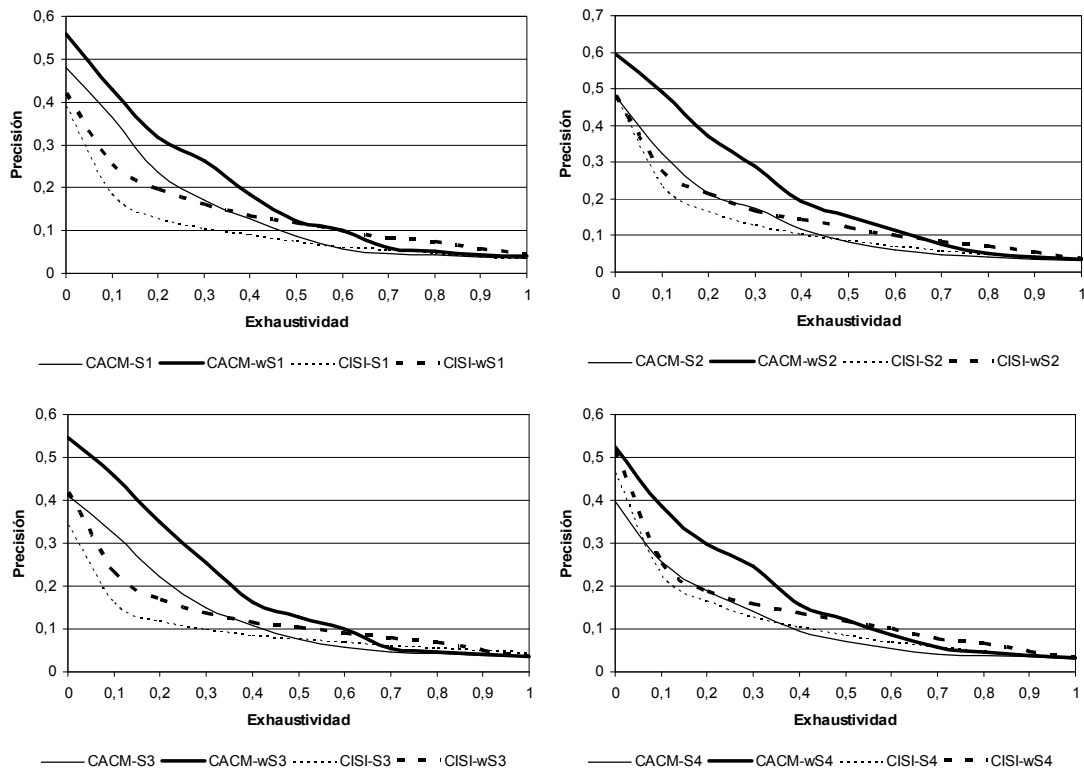 0,6
0,5
0,4
0,3
0,2
0,1
0
Precisión
0 0,1 0,2 0,3 0,4 0,5 0,6 0,7 0,8 0,9 1
Exhaustividad
CACM-S1 CACM-wS1 CISI-S1 CISI-wS1
0,7
0,6
0,5
0,4
0,3
0,2
0,1
0
Precisión
0 0,1 0,2 0,3 0,4 0,5 0,6 0,7 0,8 0,9 1
Exhaustividad
CACM-S2 CACM-wS2 CISI-S2 CISI-wS2
0,6
0,5
0,4
0,3
0,2
0,1
0
Precisión
0 0,1 0,2 0,3 0,4 0,5 0,6 0,7 0,8 0,9 1
Exhaustividad
CACM-S3 CACM-wS3 CISI-S3 CISI-wS3
0,6
0,5
0,4
0,3
0,2
0,1
0
Precisión
0 0,1 0,2 0,3 0,4 0,5 0,6 0,7 0,8 0,9 1
Exhaustividad
CACM-S4 CACM-wS4 CISI-S4 CISI-wS4